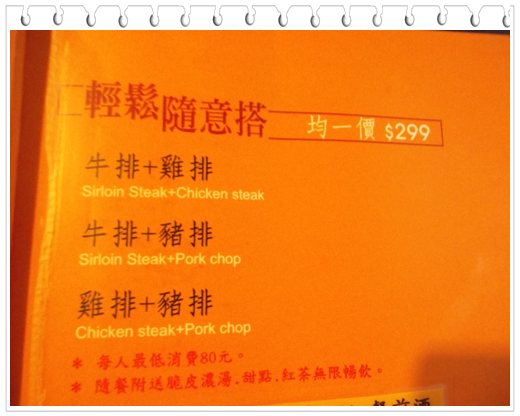 輕鬆隨意搭 均一價 $299
牛排+雞排
Sirloin Steak+Chicken steak
牛排+豬排
Sirloin Steak+Pork chop
雞排+豬排
Chicken steak+Pork chop
* 每人最低消費80元。
* 隨餐附送脆皮濃湯.甜點.紅茶無限暢飲。
餐前酒